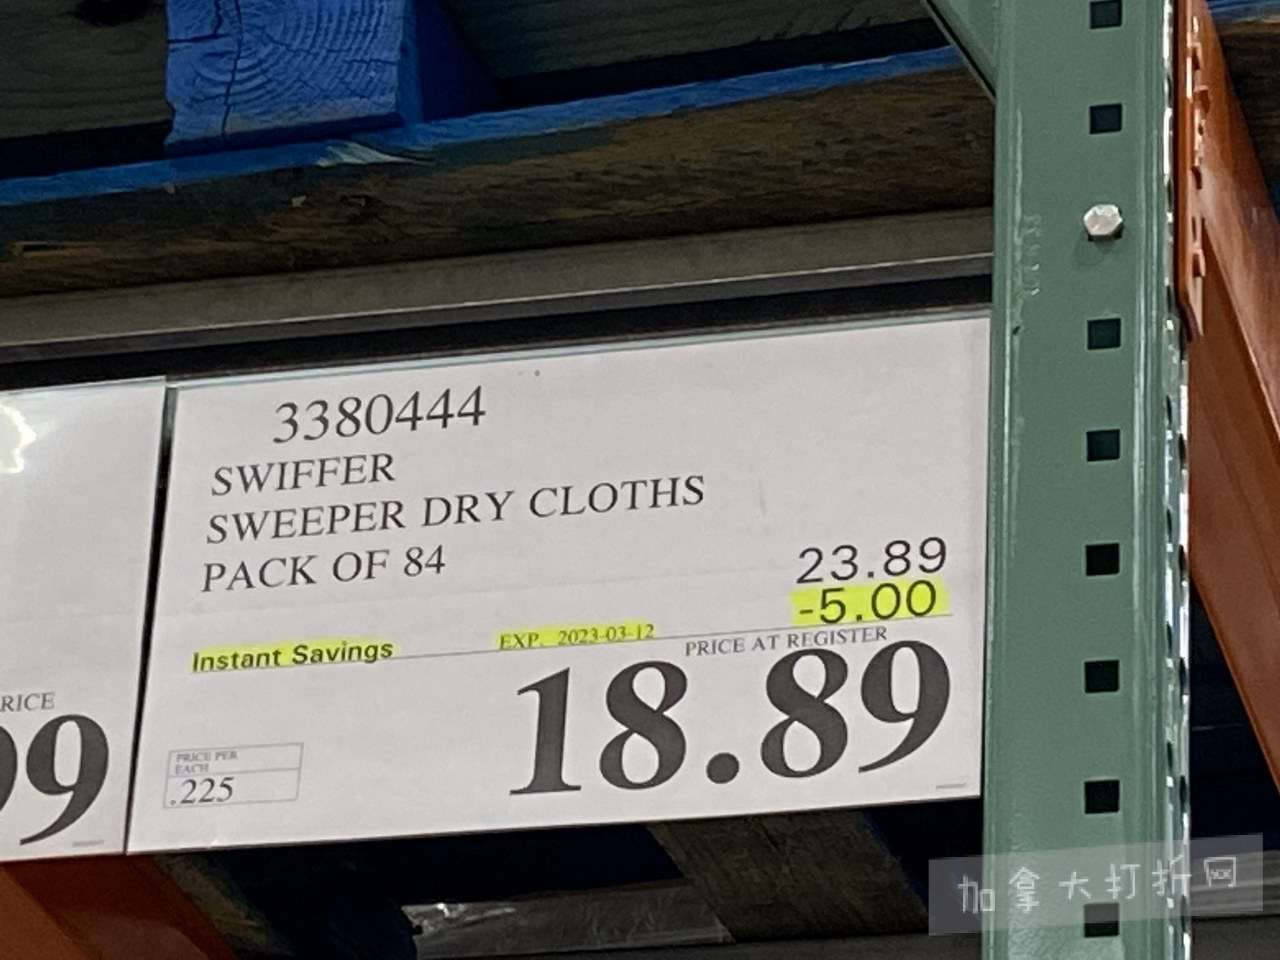 3380444
SWIFFER
SWEEPER DRY CLOTHS
PACK OF 84
23.89
-5.00
Instant Savings EXP. 2023-03-12
PRICE AT REGISTER
18.89
PRICE PER
EACH
.225
RICE
99
加拿大打折网